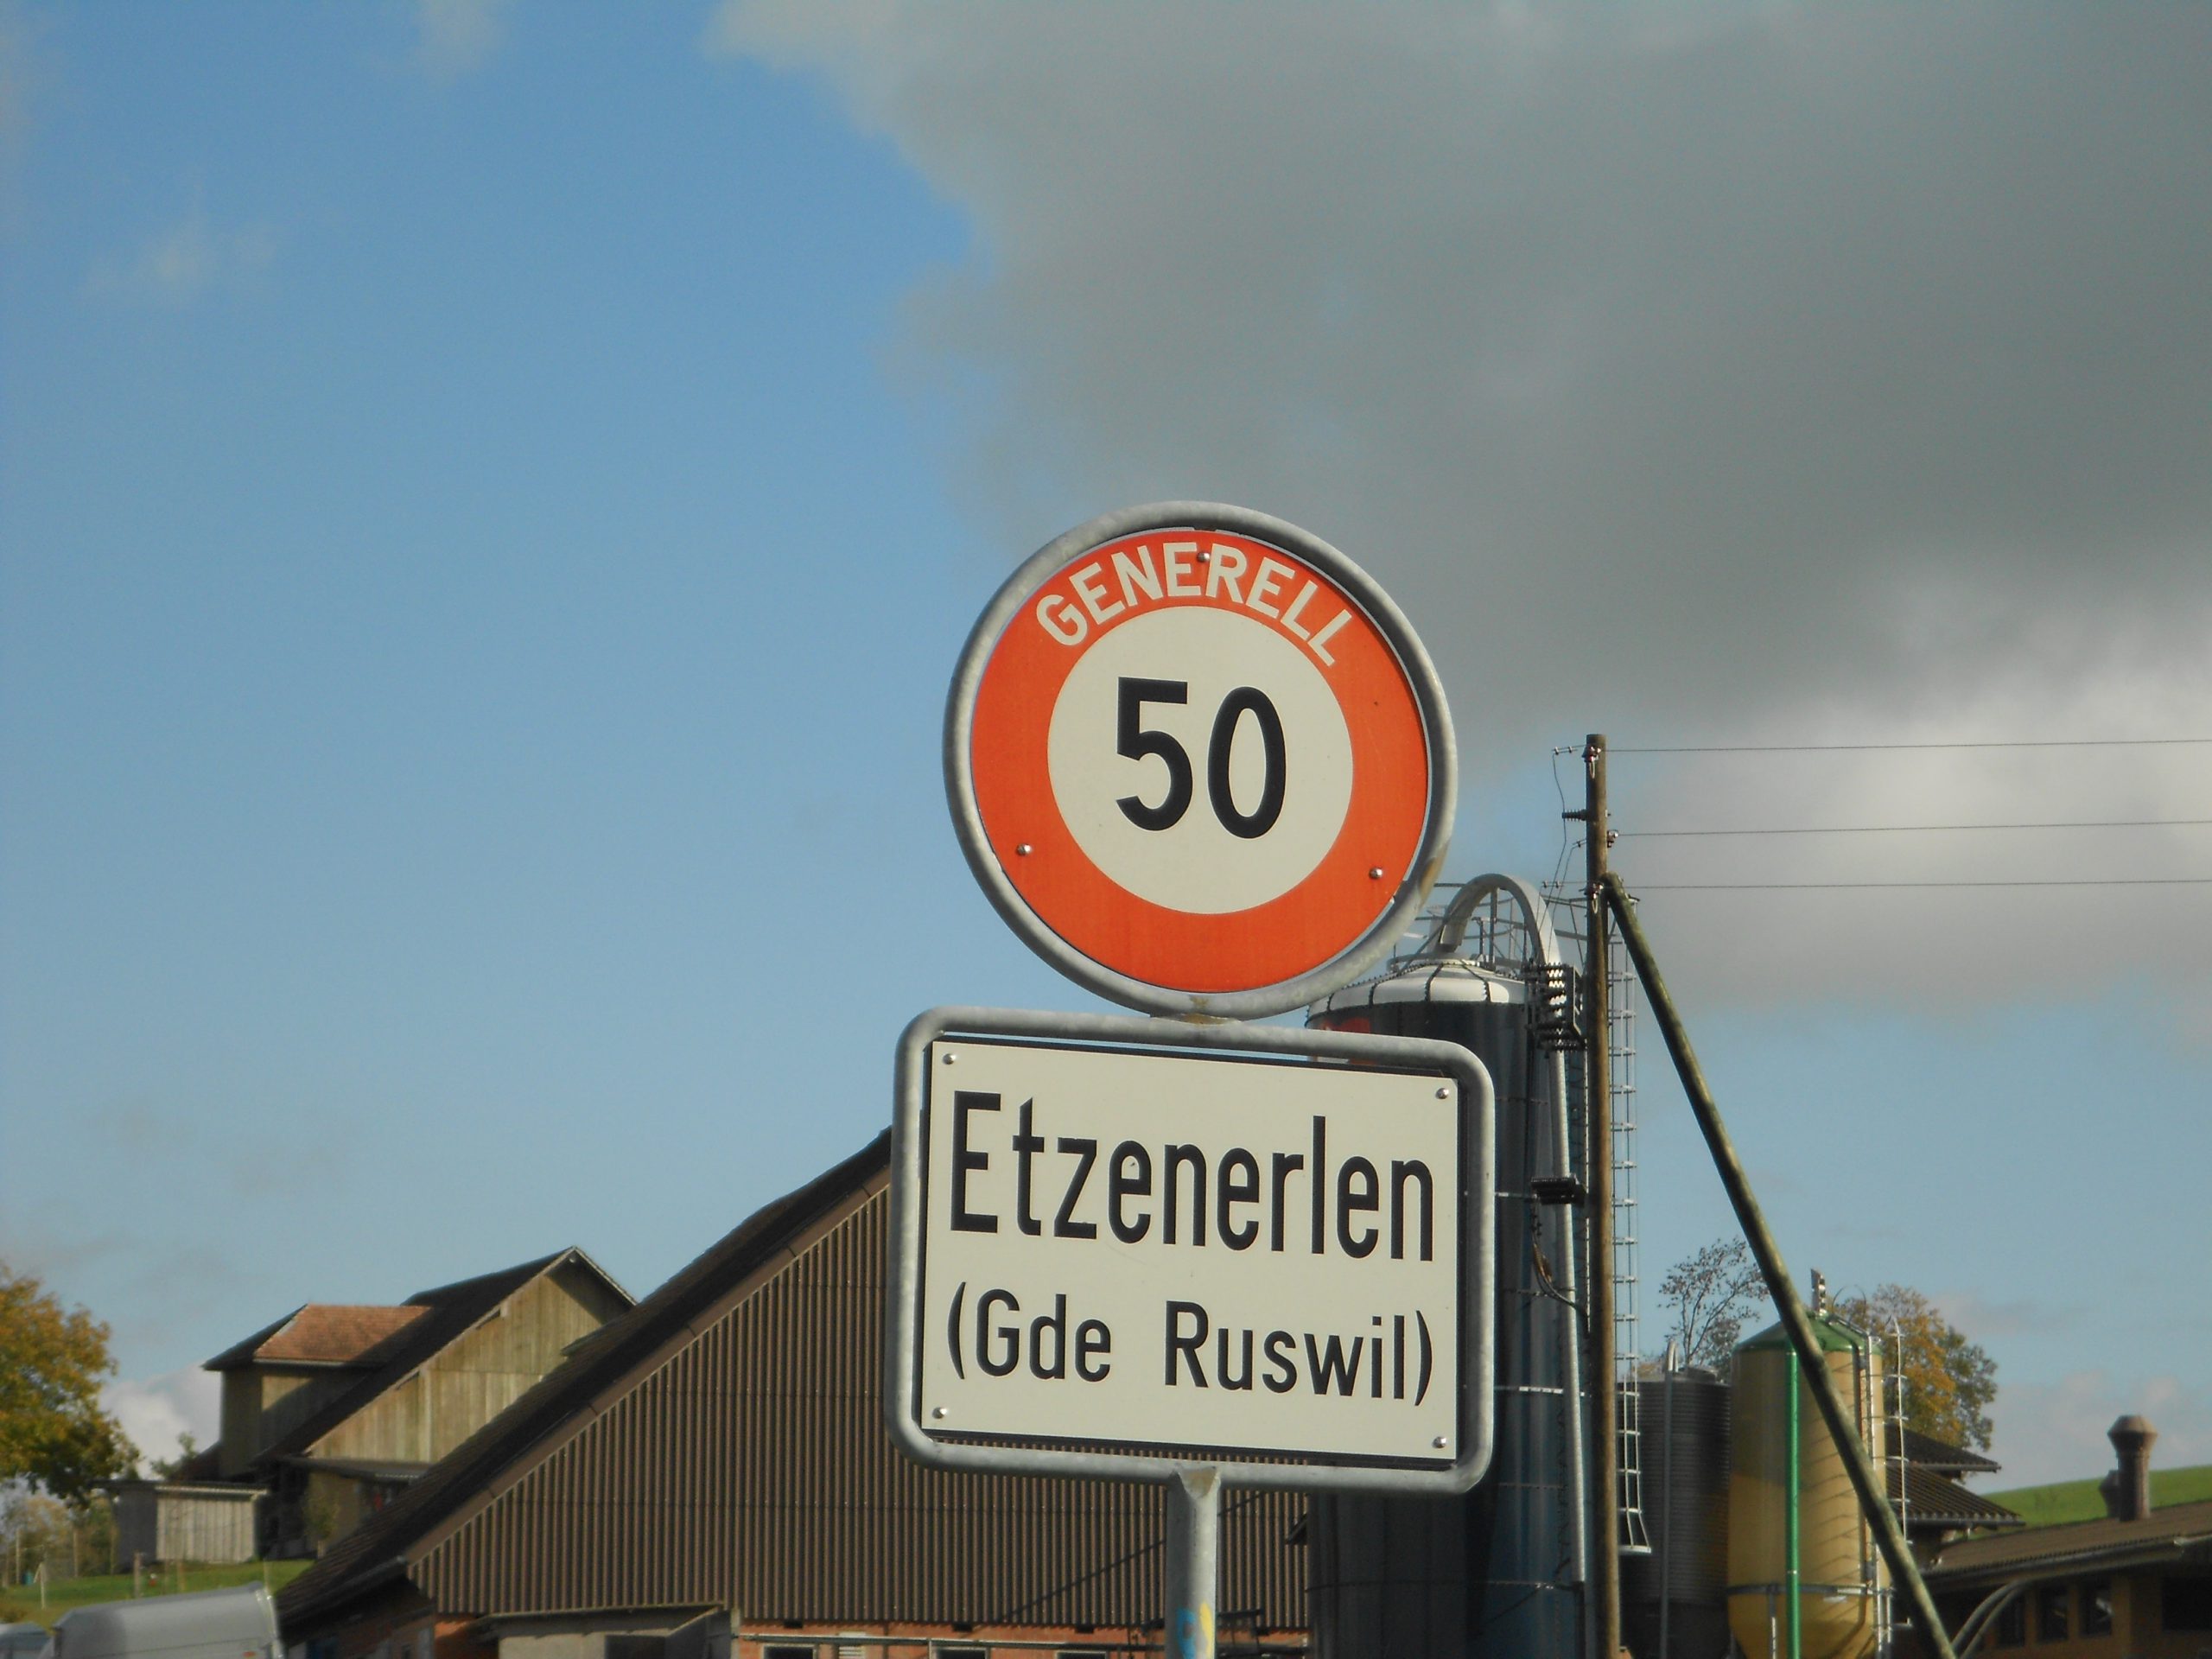 GENERELL
50
Etzenerlen
(Gde Ruswil)